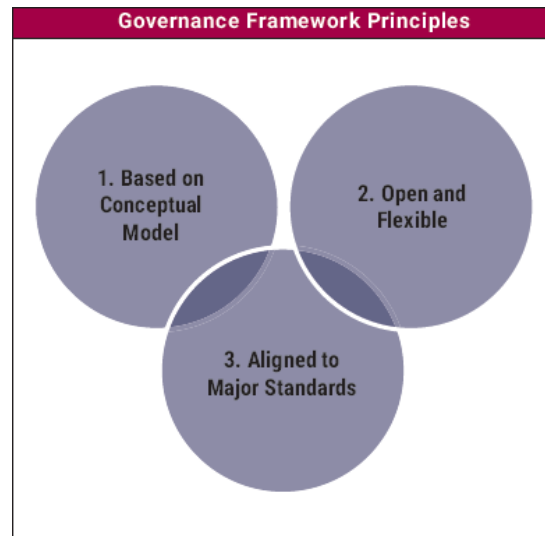 Governance Framework Principles
1. Based on
Conceptual
Model
2. Open and
Flexible
3. Aligned to
Major Standards